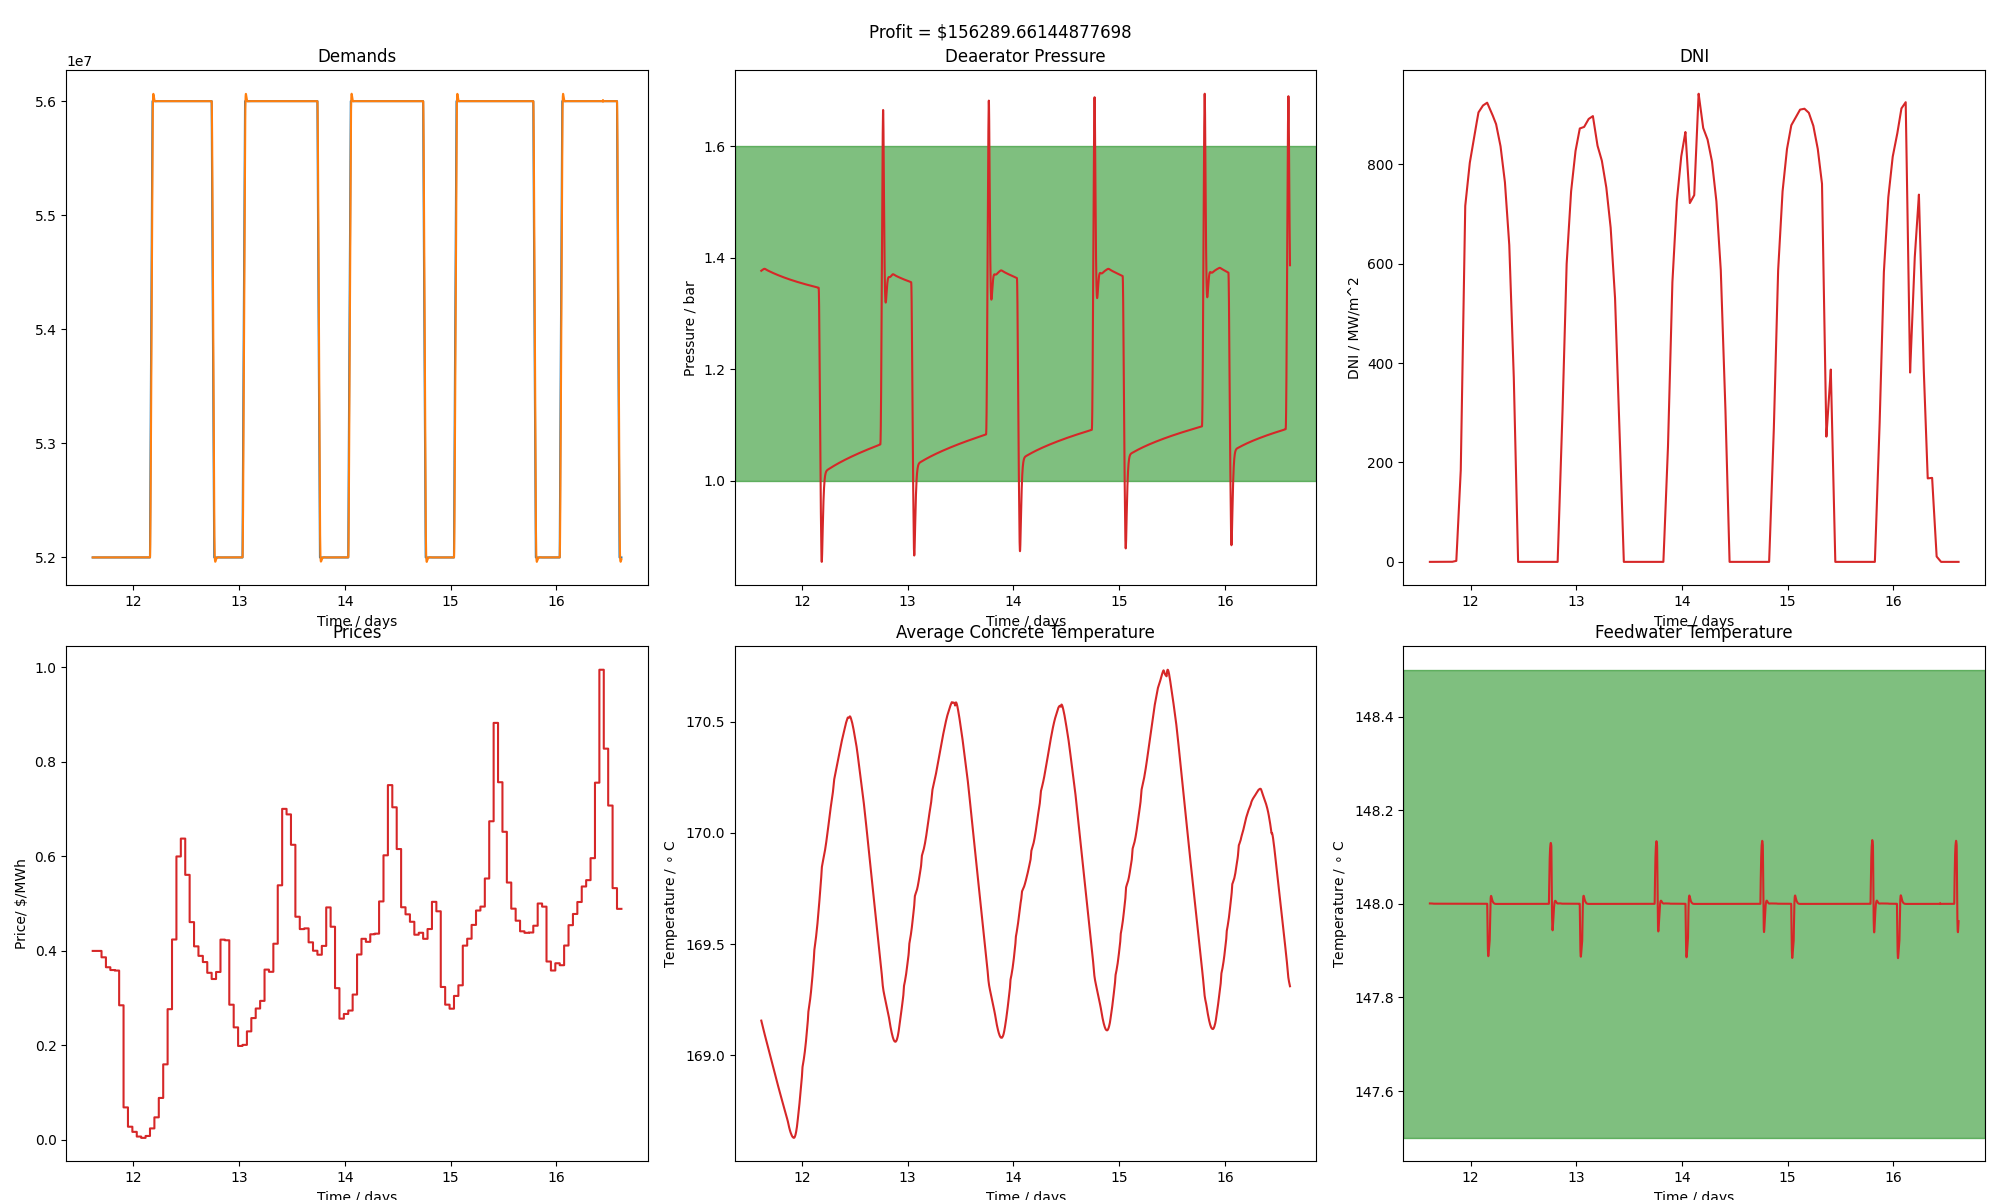 Profit = $156289.66144877698
Demands
1e7
5.6
5.5
5.4
5.3
5.2
12 13 14 15 16
Time / days
Deaerator Pressure
Pressure / bar
1.6
1.4
1.2
1.0
12 13 14 15 16
Time / days
DNI
DNI / MW/m^2
800
600
400
200
0
12 13 14 15 16
Time / days
Prices
Price/ $/MWh
1.0
0.8
0.6
0.4
0.2
0.0
12 13 14 15 16
Time / days
Average Concrete Temperature
Temperature / ∘ C
170.5
170.0
169.5
169.0
12 13 14 15 16
Time / days
Feedwater Temperature
Temperature / ∘ C
148.4
148.2
148.0
147.8
147.6
12 13 14 15 16
Time / days